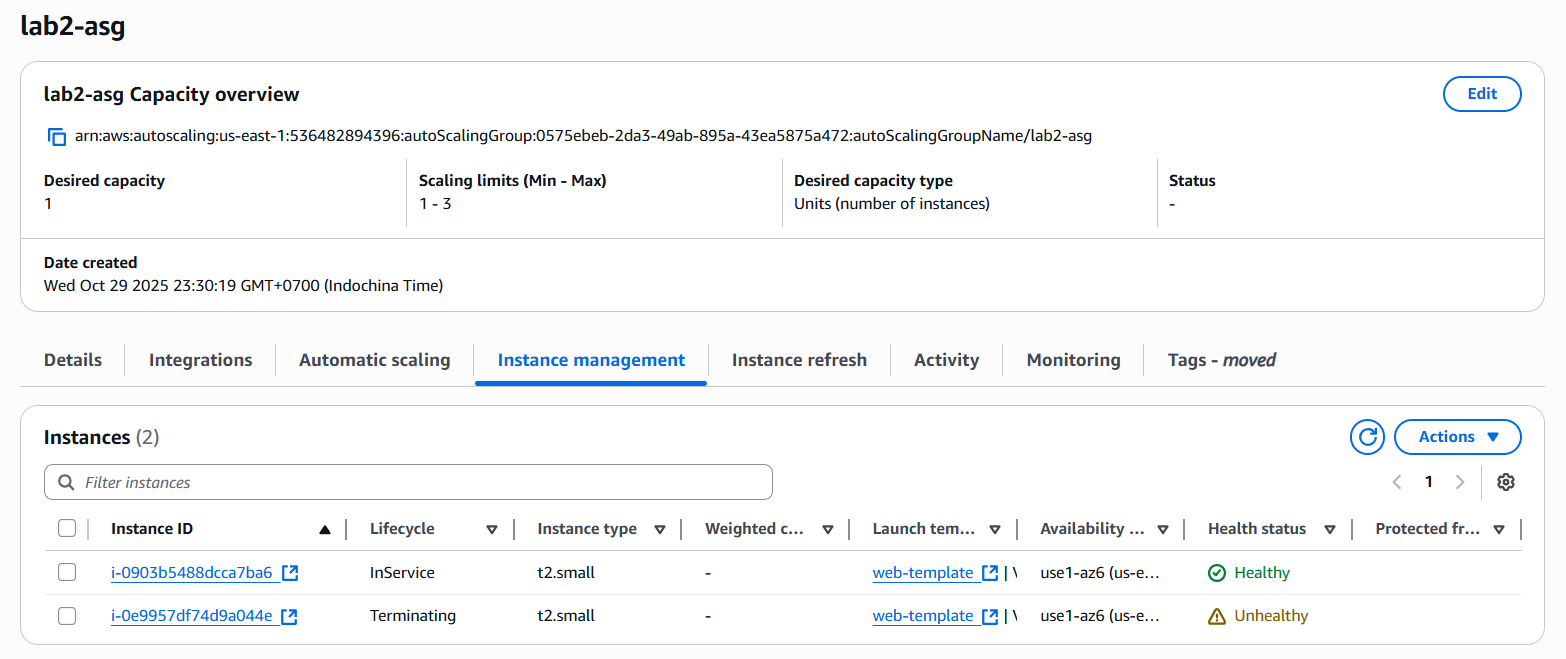 lab2-asg
lab2-asg Capacity overview
Edit
arn:aws:autoscaling:us-east-1:536482894396:autoScalingGroup:0575ebeb-2da3-49ab-895a-43ea5875a472:autoScalingGroupName/lab2-asg
Desired capacity
1
Scaling limits (Min - Max)
1 - 3
Desired capacity type
Units (number of instances)
Status
-
Date created
Wed Oct 29 2025 23:30:19 GMT+0700 (Indochina Time)
Details Integrations Automatic scaling Instance management Instance refresh Activity Monitoring Tags - moved
Instances (2)
Actions
Filter instances
1
Instance ID Lifecycle Instance type Weighted c... Launch tem... Availability ... Health status Protected fr...
i-0903b5488dcca7ba6 InService t2.small - web-template | use1-az6 (us-e... Healthy
i-0e9957df74d9a044e Terminating t2.small - web-template | use1-az6 (us-e... Unhealthy